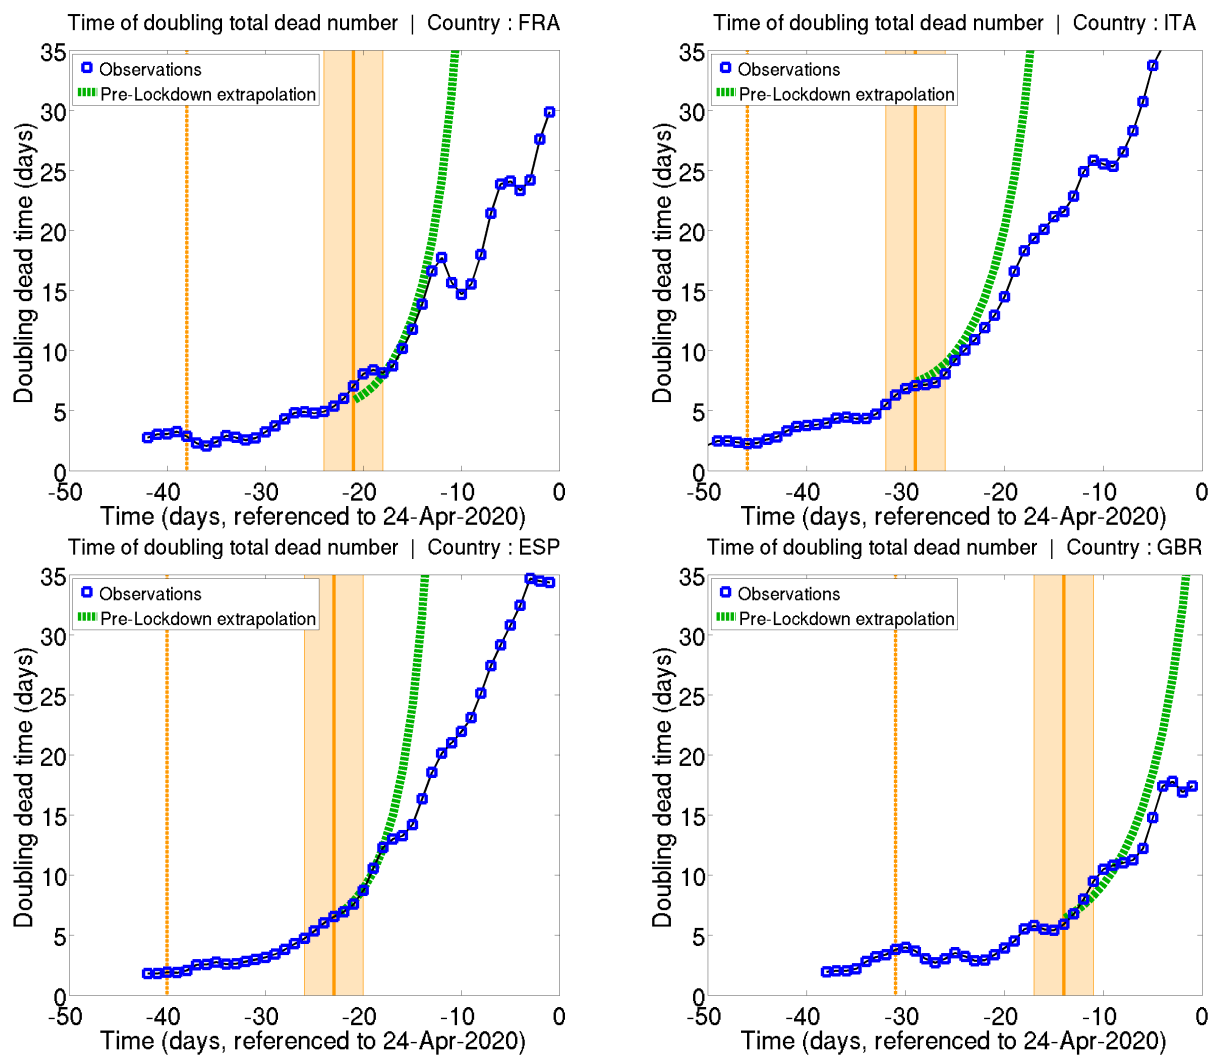 Time of doubling total dead number | Country : FRA
35
30
25
20
15
10
5
0
Doubling dead time (days)
Observations
Pre-Lockdown extrapolation
-50 -40 -30 -20 -10 0
Time (days, referenced to 24-Apr-2020)
Time of doubling total dead number | Country : ITA
35
30
25
20
15
10
5
0
Doubling dead time (days)
Observations
Pre-Lockdown extrapolation
-50 -40 -30 -20 -10 0
Time (days, referenced to 24-Apr-2020)
Time of doubling total dead number | Country : ESP
35
30
25
20
15
10
5
0
Doubling dead time (days)
Observations
Pre-Lockdown extrapolation
-50 -40 -30 -20 -10 0
Time (days, referenced to 24-Apr-2020)
Time of doubling total dead number | Country : GBR
35
30
25
20
15
10
5
0
Doubling dead time (days)
Observations
Pre-Lockdown extrapolation
-50 -40 -30 -20 -10 0
Time (days, referenced to 24-Apr-2020)